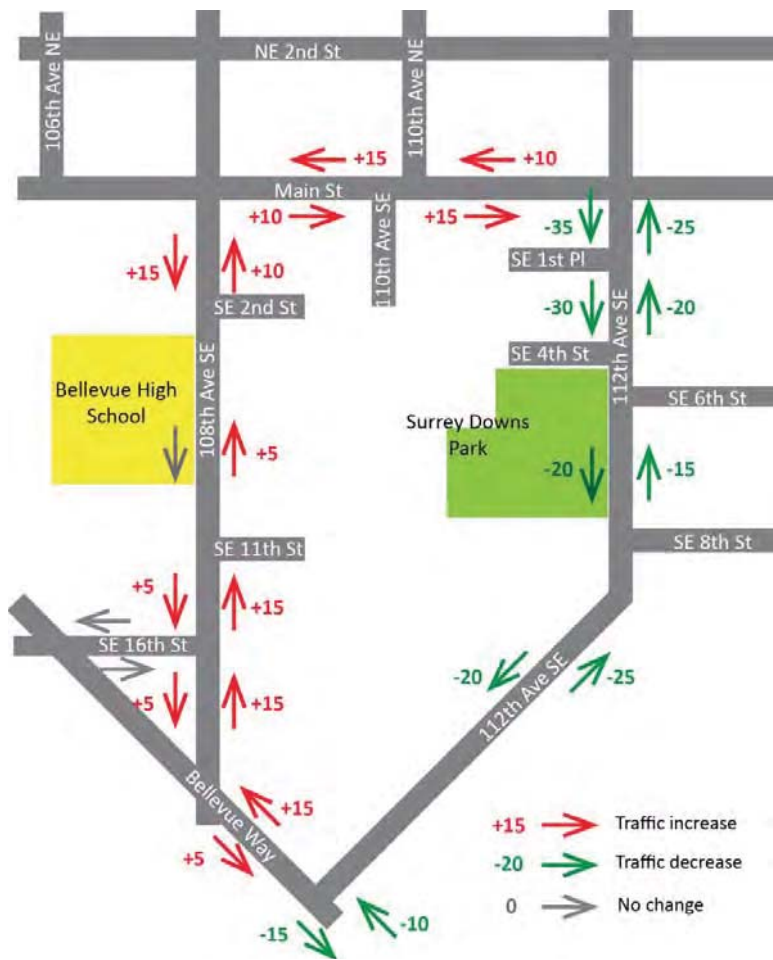 NE 2nd St
106th Ave NE
110th Ave NE
+15
+10
Main St
+10
110th Ave SE
+15
-35
-25
+15
+10
SE 1st Pl
SE 2nd St
-30
-20
SE 4th St
108th Ave SE
112th Ave SE
Bellevue High
School
SE 6th St
Surrey Downs
Park
+5
-20
-15
SE 11th St
SE 8th St
+5
+15
SE 16th St
-20
-25
112th Ave SE
+5
+15
Bellevue Way
+15
+5
-15
-10
+15 Traffic increase
-20 Traffic decrease
0 No change